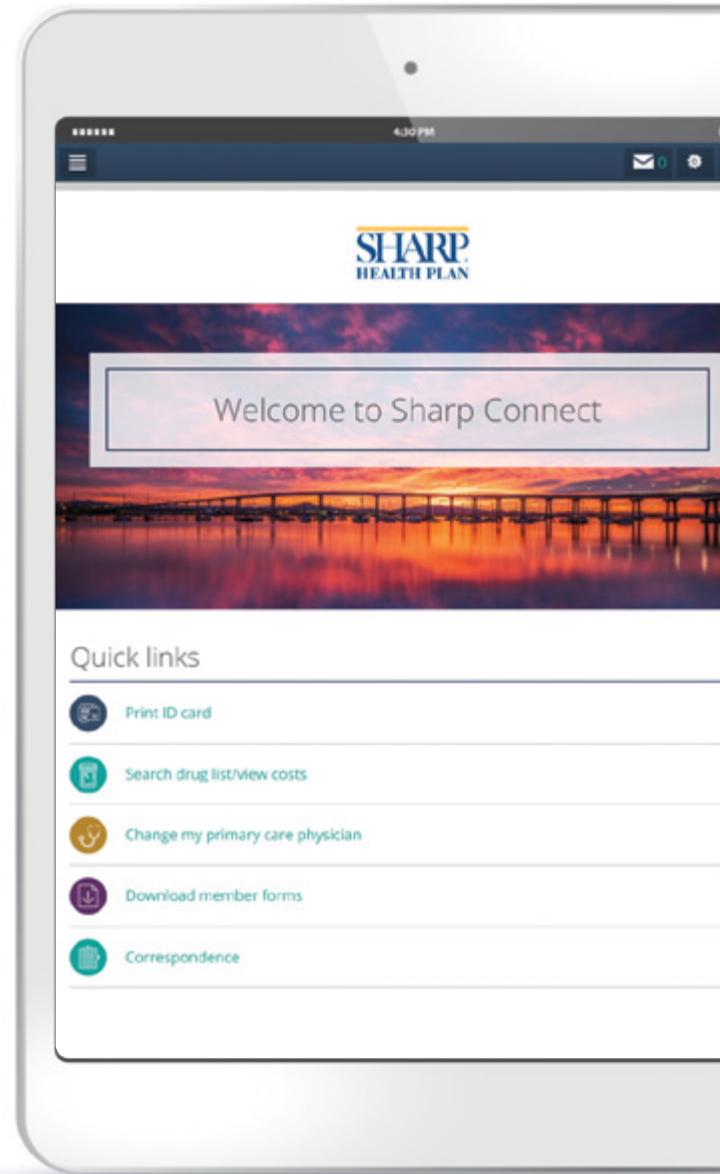 4:30 PM
0
SHARP
HEALTH PLAN
Welcome to Sharp Connect
Quick links
Print ID card
Search drug list/view costs
Change my primary care physician
Download member forms
Correspondence